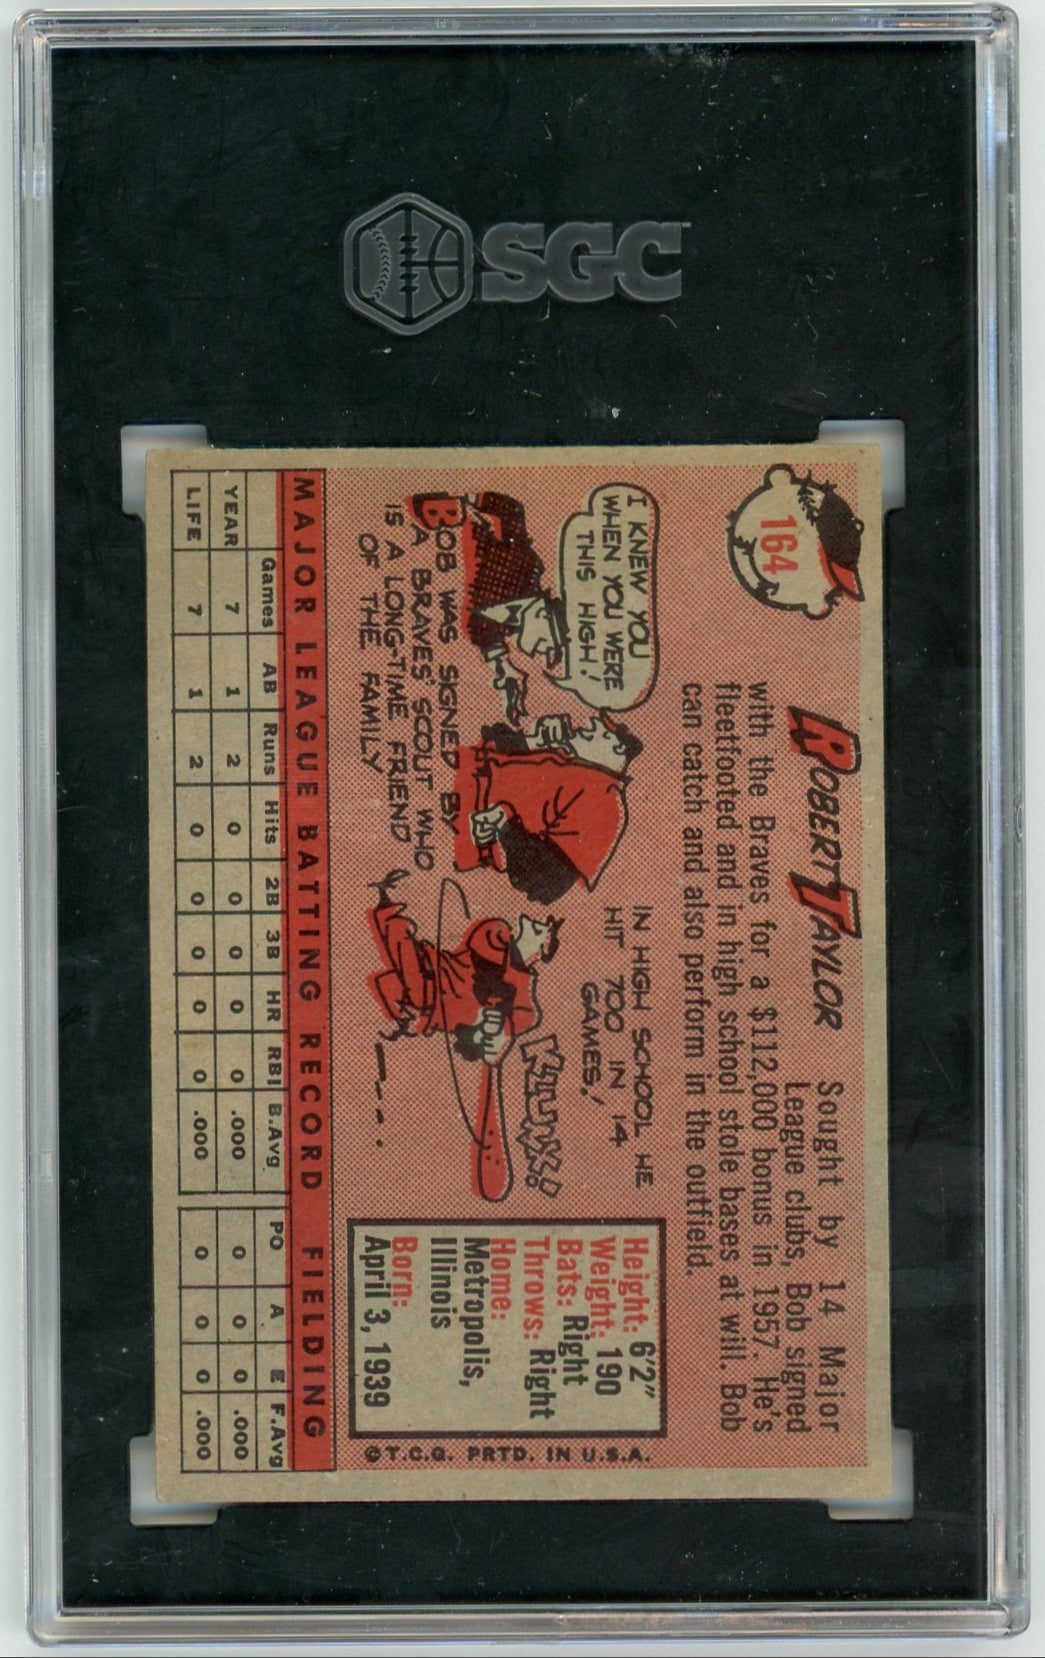 SGC
164
ROBERT TAYLOR
Sought by 14 Major
League clubs, Bob signed
with the Braves for a $112,000 bonus in 1957. He's
fleetfooted and in high school stole bases at will. Bob
can catch and also perform in the outfield.
I KNEW YOU
WHEN YOU WERE
THIS HIGH!
BOB WAS SIGNED BY
A BRAVES' SCOUT WHO
IS A LONG-TIME FRIEND
OF THE FAMILY
IN HIGH SCHOOL HE
HIT 700 IN 14
GAMES!
KLUNK!
Height: 6'2"
Weight: 190
Bats: Right
Throws: Right
Home:
Metropolis,
Illinois
Born:
April 3, 1939
©T.C.G. PRTD. IN U.S.A.
MAJOR LEAGUE BATTING RECORD FIELDING
Games AB Runs Hits 2B 3B HR RBI B.Avg PO A E F.Avg
YEAR 7 1 2 0 0 0 0 0 .000 0 0 0 .000
LIFE 7 1 2 0 0 0 0 0 .000 0 0 0 .000